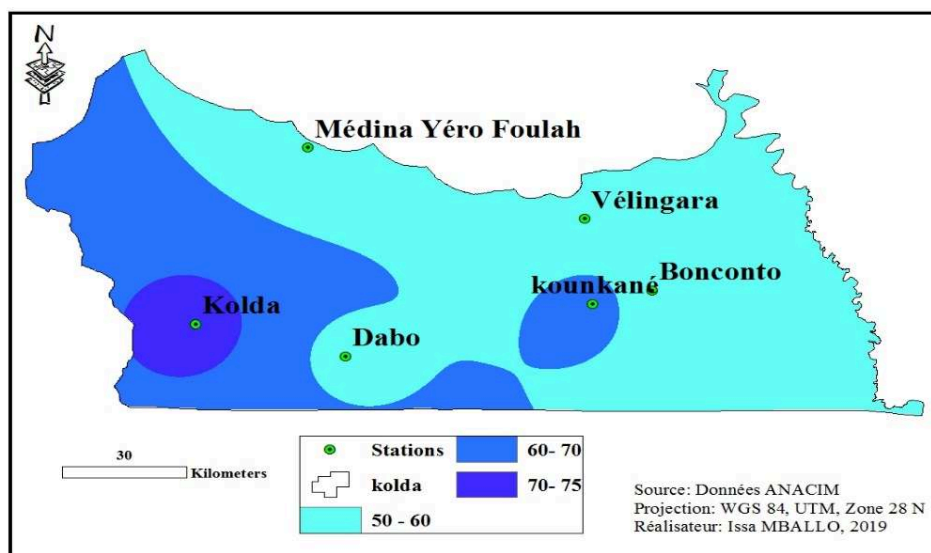 N
Médina Yéro Foulah
Vélingara
kounkané
Bonconto
Kolda
Dabo
30
Kilometers
Stations
kolda
50 - 60
60- 70
70- 75
Source: Données ANACIM
Projection: WGS 84, UTM, Zone 28 N
Réalisateur: Issa MBALLO, 2019